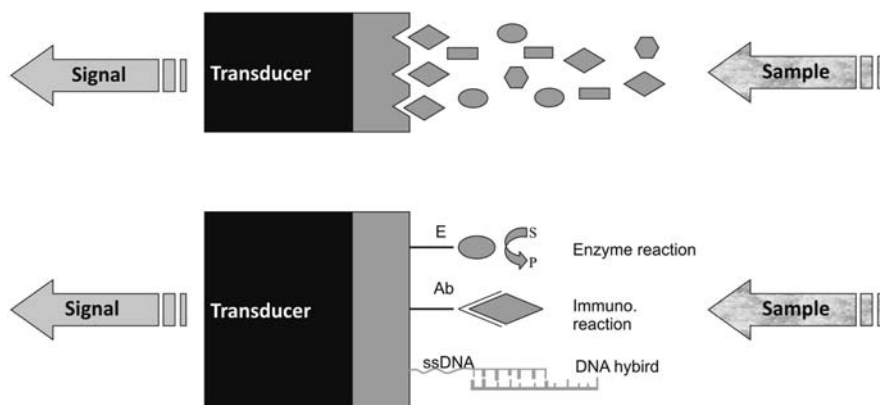 Signal
Transducer
Sample
E
S
P
Enzyme reaction
Ab
Signal
Transducer
Immuno.
reaction
Sample
ssDNA
DNA hybird